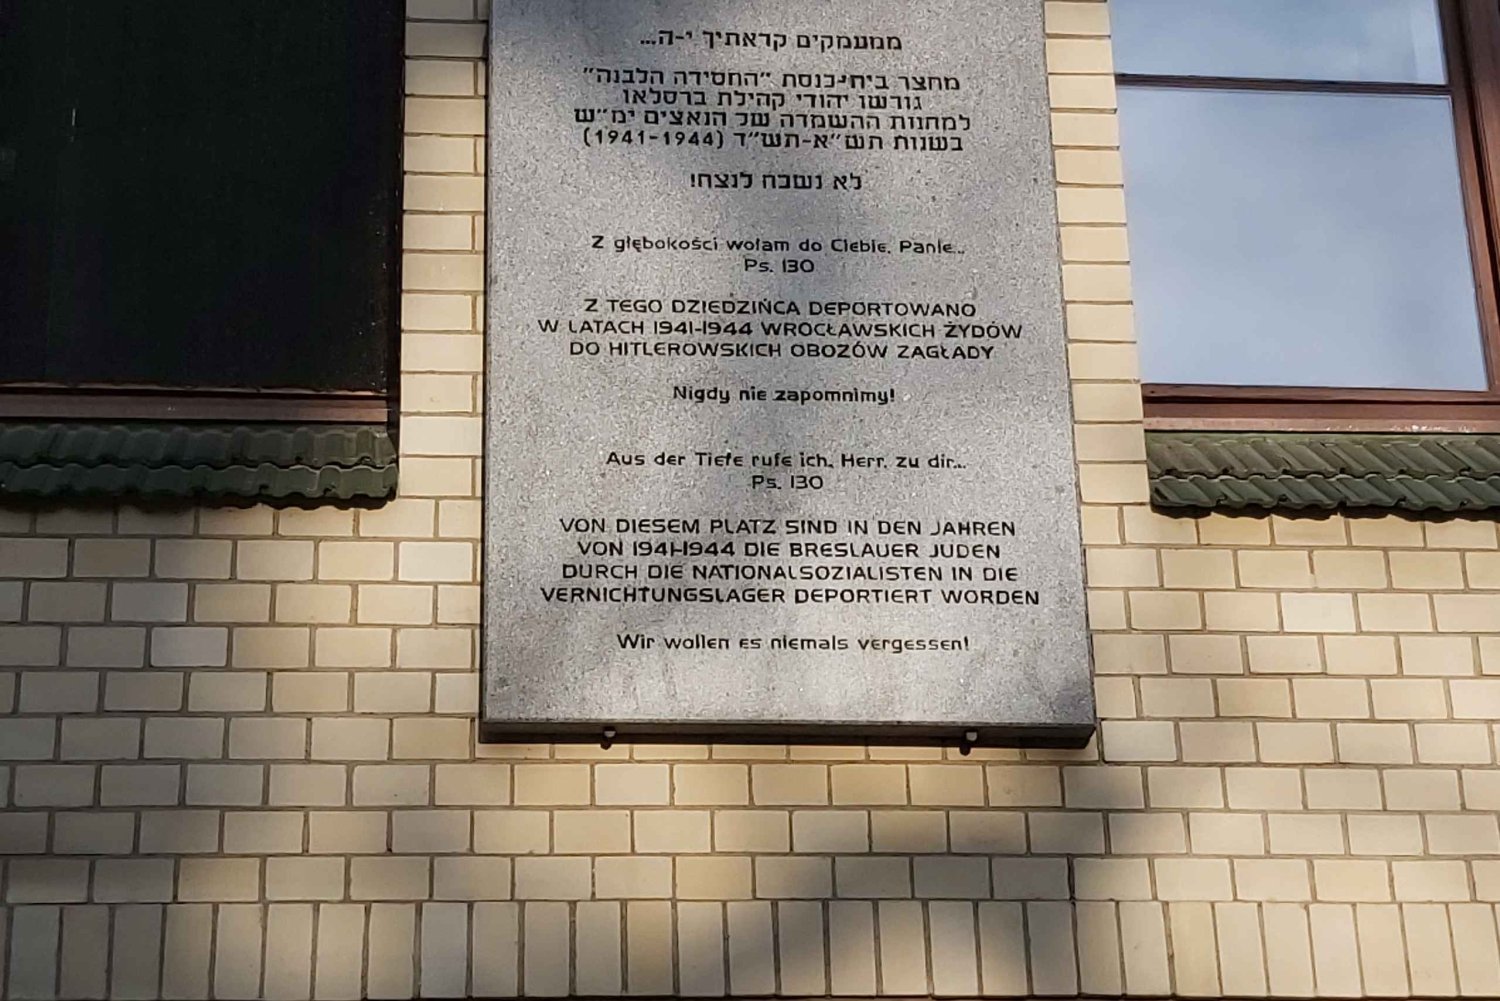 ממעמקים קראתיך י-ה...
מחצר בית-כנסת "החסידה הלבנה"
גורשו יהודי קהילת ברסלאו
למחנות ההשמדה של הנאצים ימ"ש
בשנות תש"א-תש"ד (1941-1944)
לא נשכח לנצח!
Z głębokości wołam do Ciebie, Panie...
Ps. 130
Z TEGO DZIEDZIŃCA DEPORTOWANO
W LATACH 1941-1944 WROCŁAWSKICH ŻYDÓW
DO HITLEROWSKICH OBOZÓW ZAGŁADY
Nigdy nie zapomnimy!
Aus der Tiefe rufe ich, Herr, zu dir...
Ps. 130
VON DIESEM PLATZ SIND IN DEN JAHREN
VON 1941-1944 DIE BRESLAUER JUDEN
DURCH DIE NATIONALSOZIALISTEN IN DIE
VERNICHTUNGSLAGER DEPORTIERT WORDEN
Wir wollen es niemals vergessen!